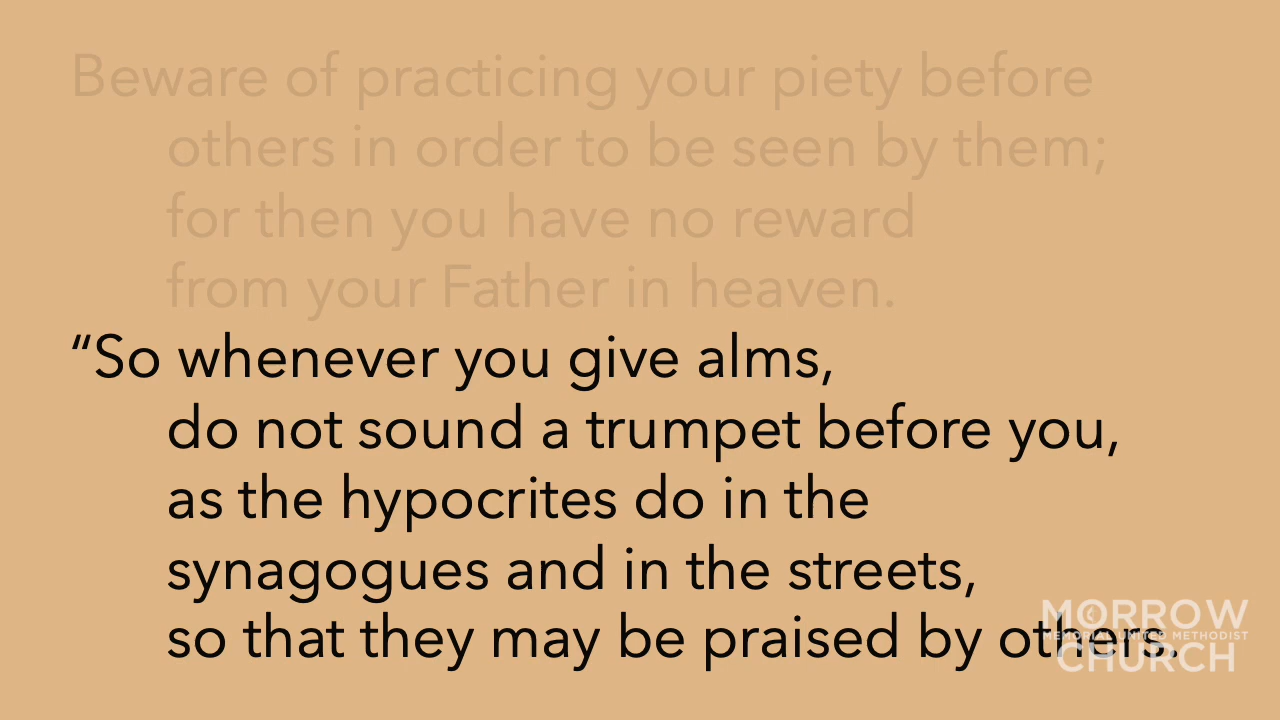 Beware of practicing your piety before
others in order to be seen by them;
for then you have no reward
from your Father in heaven.
“So whenever you give alms,
do not sound a trumpet before you,
as the hypocrites do in the
synagogues and in the streets,
so that they may be praised by others.
MORROW
MEMORIAL UNITED METHODIST
CHURCH